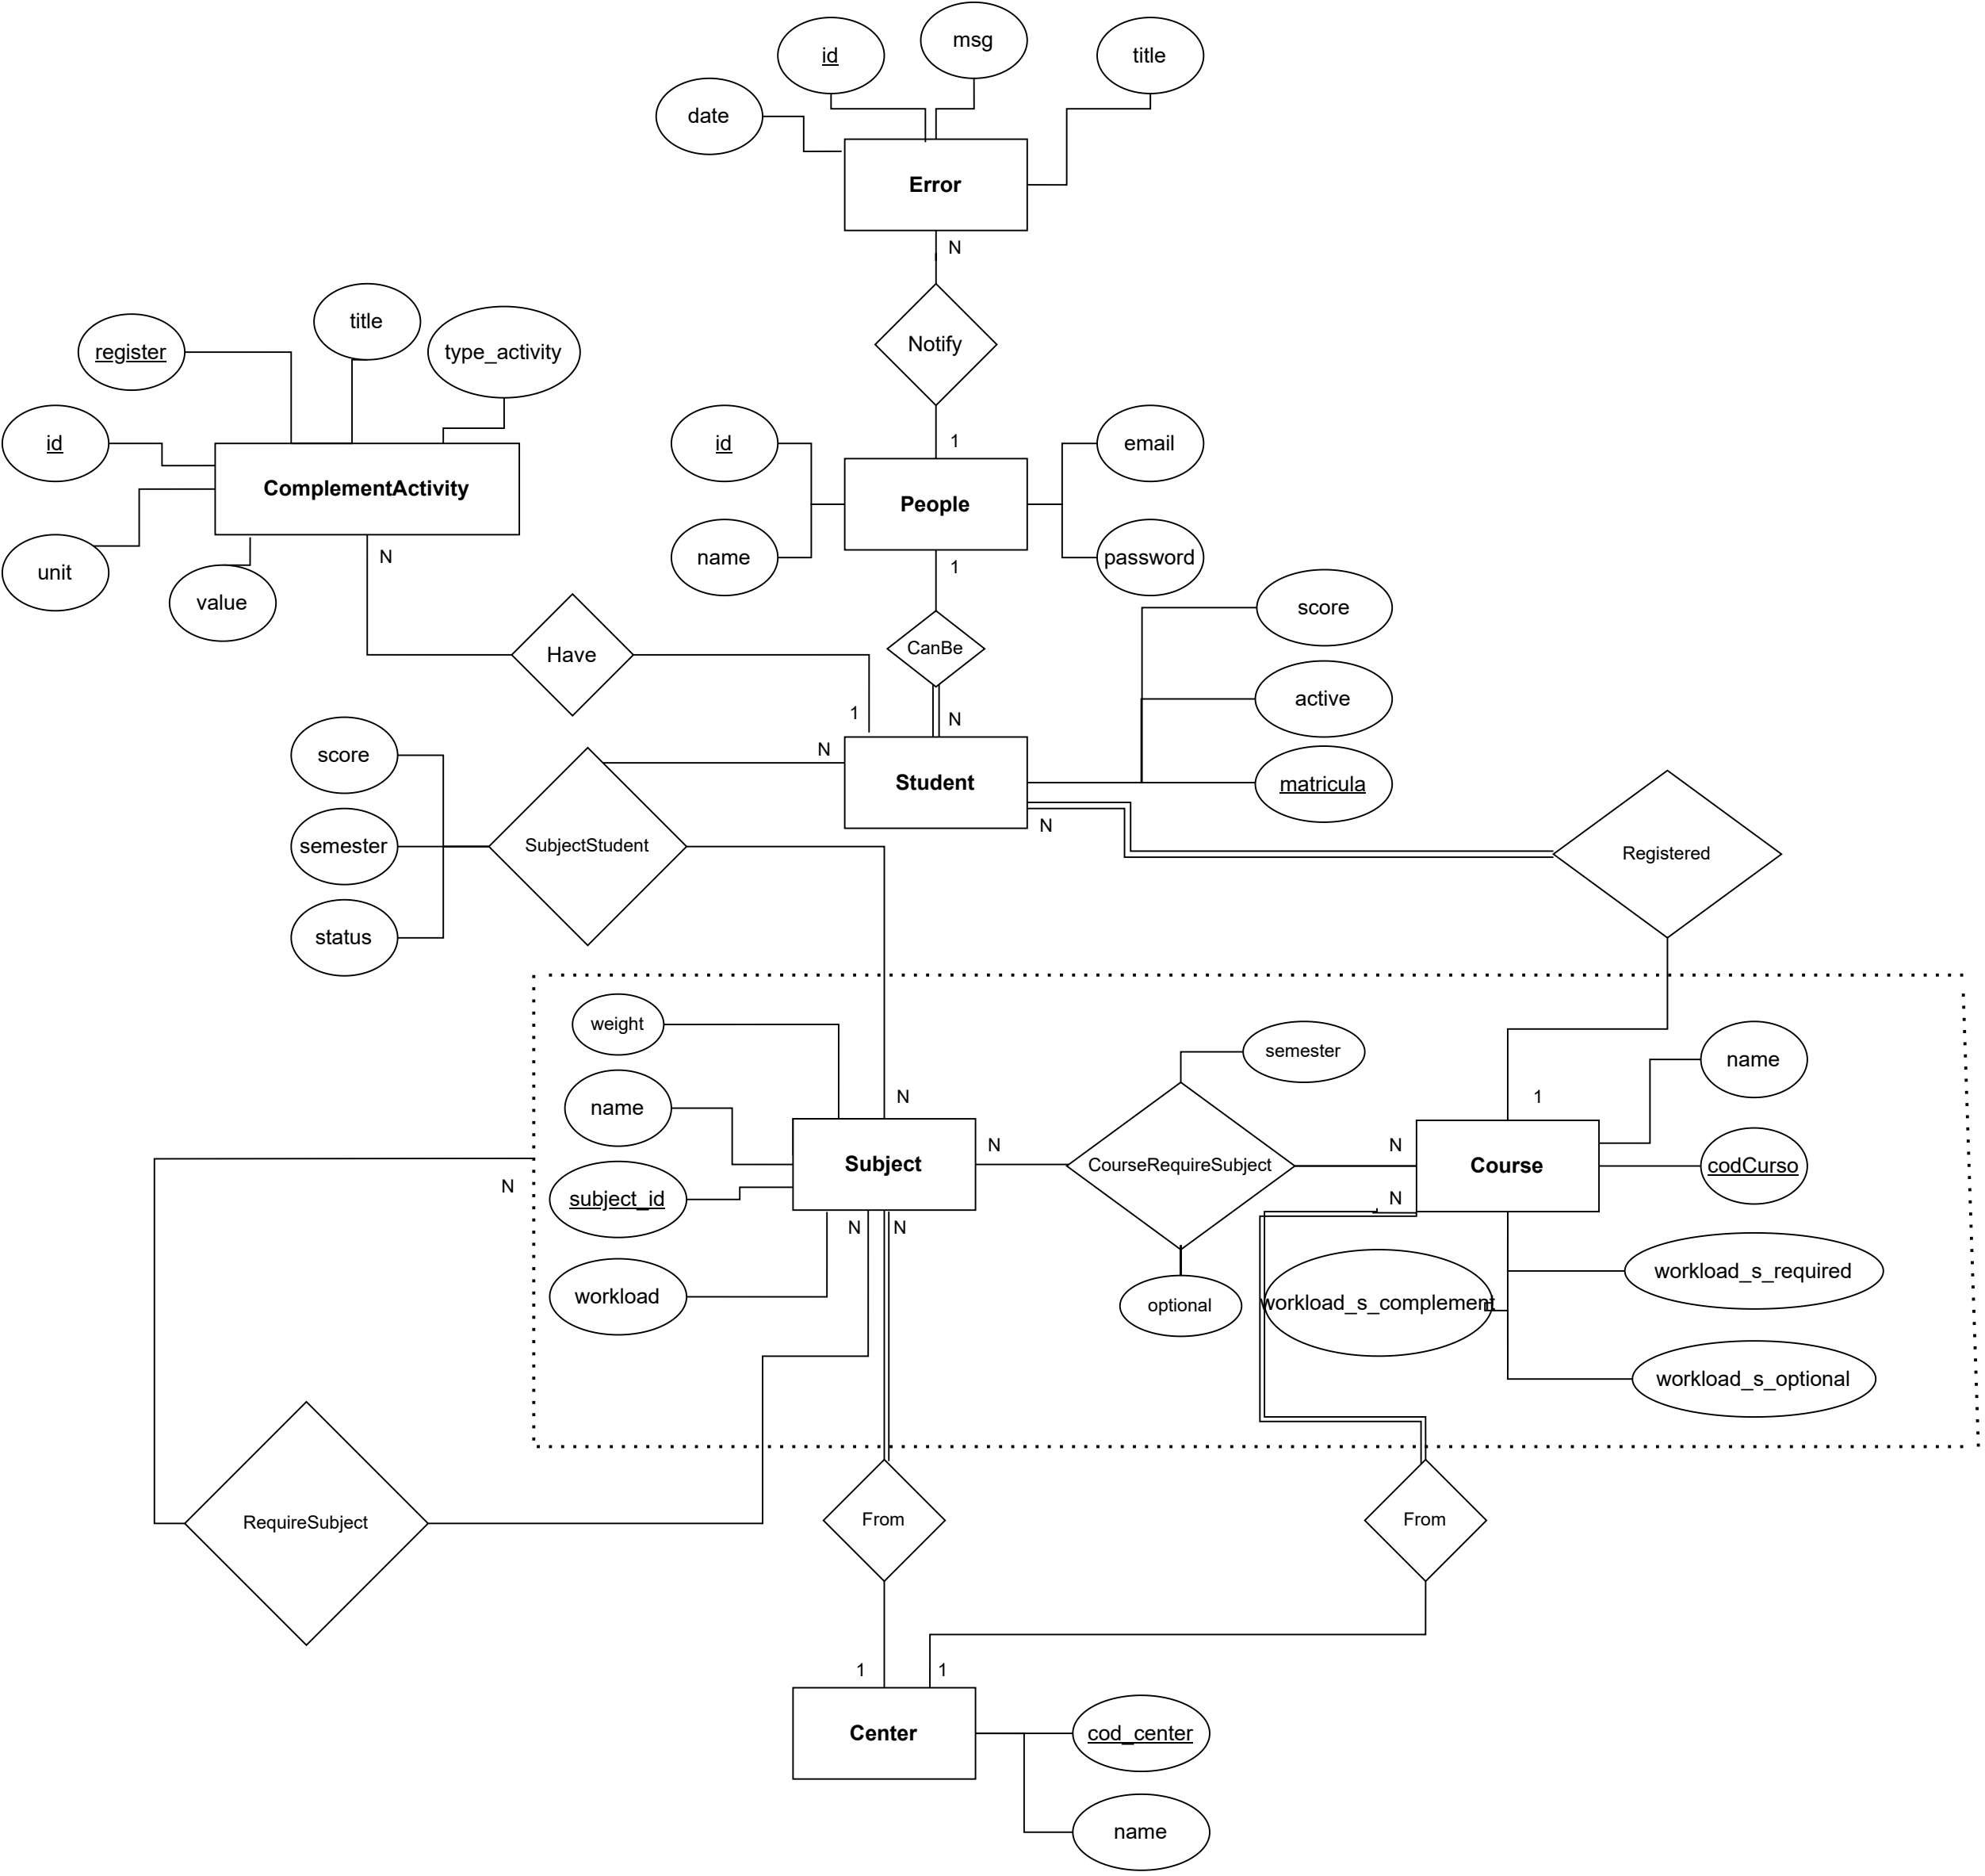 msg
id
title
date
Error
N
Notify
title
register
type_activity
id
1
email
id
ComplementActivity
People
N
name
password
1
unit
value
score
CanBe
Have
active
1
N
N
score
Student
matricula
N
semester
SubjectStudent
Registered
status
weight
semester
name
N
1
name
N
N
Subject
CourseRequireSubject
Course
codCurso
N
subject_id
N
N
N
workload
optional
workload_s_complement
workload_s_required
workload_s_optional
RequireSubject
From
From
1
1
Center
cod_center
name